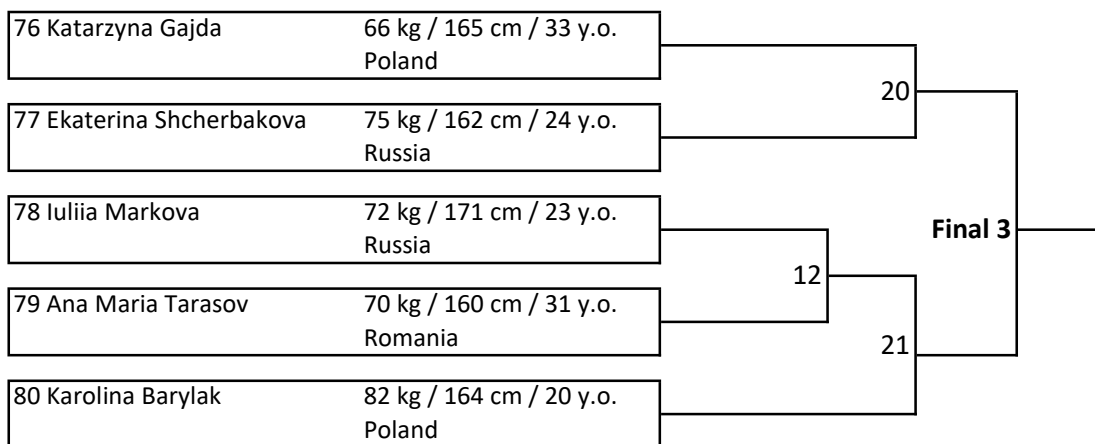 76 Katarzyna Gajda 66 kg / 165 cm / 33 y.o.
Poland
20
77 Ekaterina Shcherbakova 75 kg / 162 cm / 24 y.o.
Russia
78 Iuliia Markova 72 kg / 171 cm / 23 y.o.
Russia
Final 3
12
79 Ana Maria Tarasov 70 kg / 160 cm / 31 y.o.
Romania
21
80 Karolina Barylak 82 kg / 164 cm / 20 y.o.
Poland